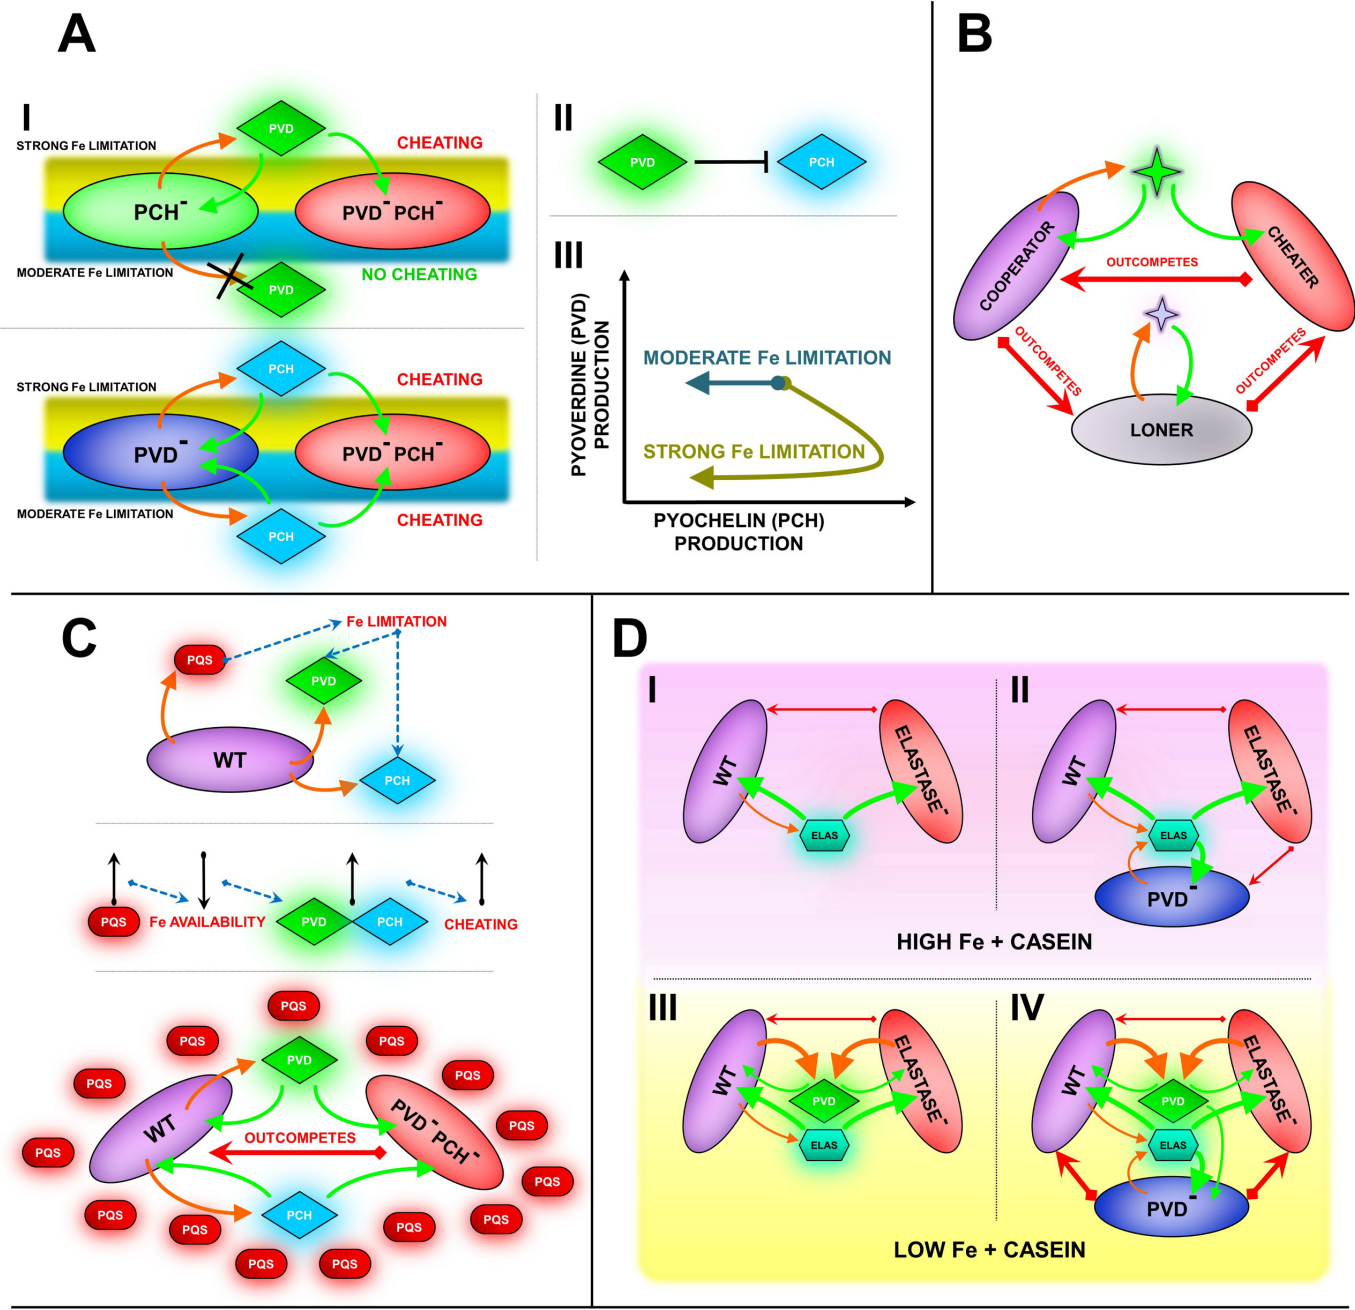 A
I
STRONG Fe LIMITATION
PVD
CHEATING
PCH-
PVD- PCH-
MODERATE Fe LIMITATION
NO CHEATING
PVD
PCH
STRONG Fe LIMITATION
CHEATING
PVD-
PVD- PCH-
MODERATE Fe LIMITATION
PCH
CHEATING
II
PVD
PCH
III
PYOVERDINE (PVD)
PRODUCTION
MODERATE Fe LIMITATION
STRONG Fe LIMITATION
PYOCHELIN (PCH)
PRODUCTION
B
COOPERATOR
CHEATER
OUTCOMPETES
OUTCOMPETES
OUTCOMPETES
LONER
C
Fe LIMITATION
PQS
PVD
WT
PCH
PQS
Fe AVAILABILITY
PVD
PCH
CHEATING
PQS
PQS
PQS
PVD
PQS
PQS
WT
PVD- PCH-
PQS
OUTCOMPETES
PQS
PQS
PQS
PCH
PQS
PQS
PQS
PQS
PQS
D
I
WT
ELASTASE-
ELAS
II
WT
ELASTASE-
ELAS
PVD-
HIGH Fe + CASEIN
III
WT
ELASTASE-
PVD
ELAS
IV
WT
ELASTASE-
PVD
ELAS
PVD-
LOW Fe + CASEIN